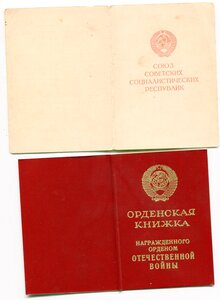 СОЮЗ
СОВЕТСКИХ
СОЦИАЛИСТИЧЕСКИХ
РЕСПУБЛИК
ОРДЕНСКАЯ
КНИЖКА
НАГРАЖДЕННОГО
ОРДЕНОМ
ОТЕЧЕСТВЕННОЙ
ВОЙНЫ